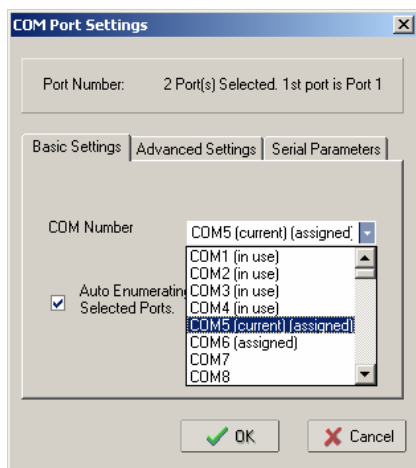 COM Port Settings
Port Number: 2 Port(s) Selected. 1st port is Port 1
Basic Settings Advanced Settings Serial Parameters
COM Number COM5 (current) (assigned)
COM1 (in use)
COM2 (in use)
COM3 (in use)
COM4 (in use)
COM5 (current) (assigned)
COM6 (assigned)
COM7
COM8
Auto Enumerating
Selected Ports.
OK Cancel